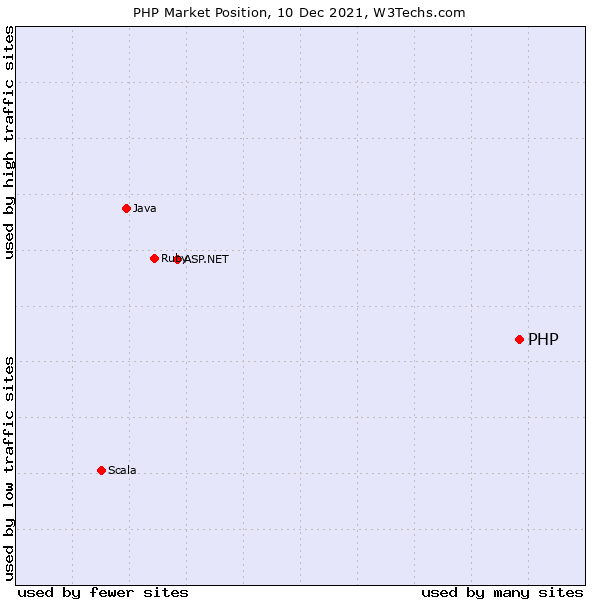 PHP Market Position, 10 Dec 2021, W3Techs.com
used by high traffic sites
Java
Ruby
ASP.NET
PHP
used by low traffic sites
Scala
used by fewer sites
used by many sites